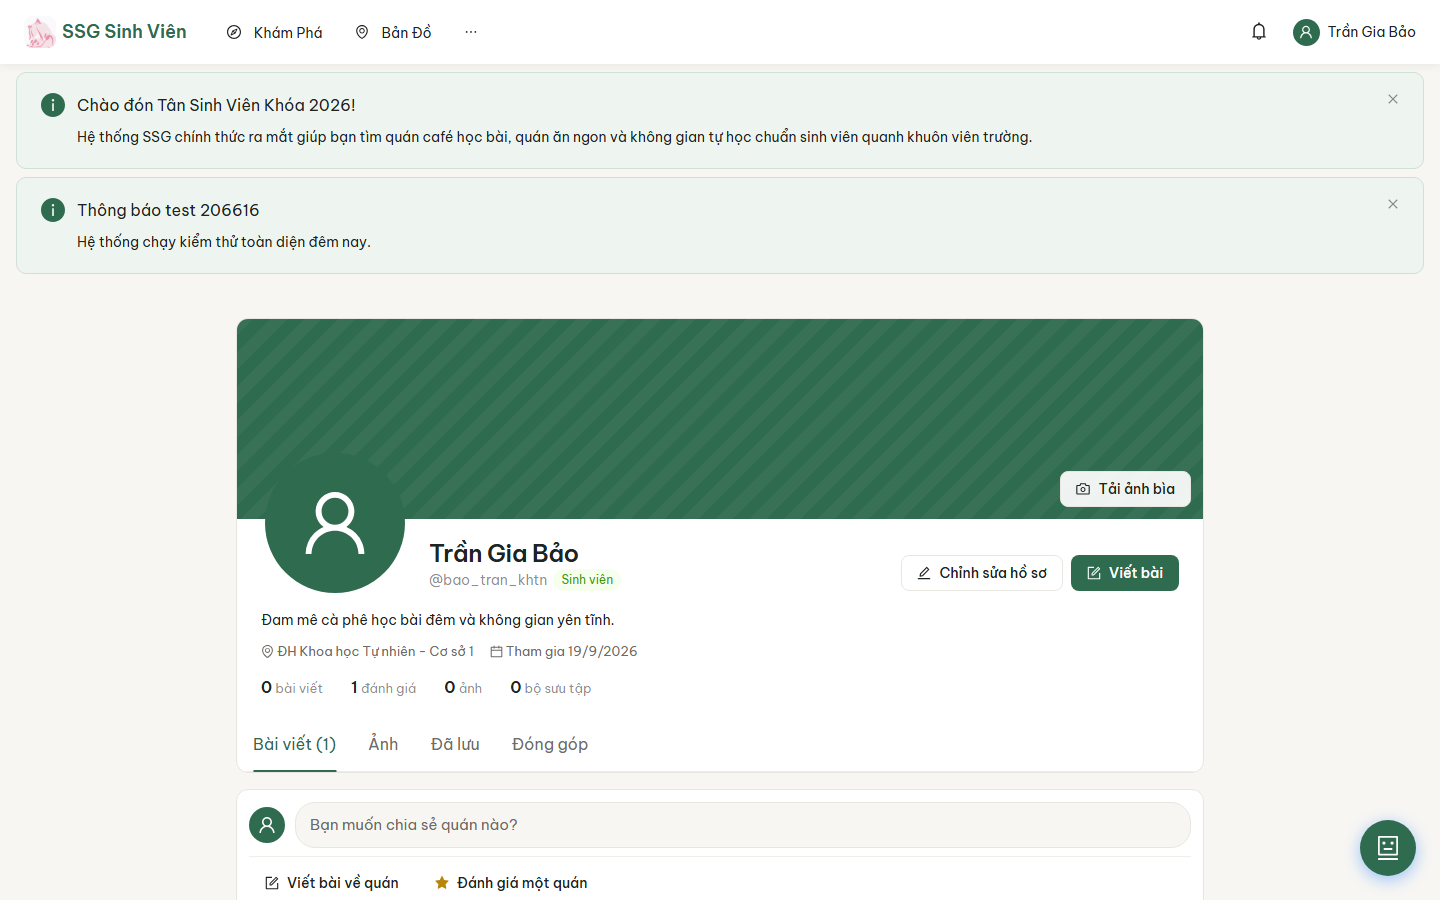 SSG Sinh Viên
Khám Phá
Bản Đồ
···
Trần Gia Bảo
Chào đón Tân Sinh Viên Khóa 2026!
Hệ thống SSG chính thức ra mắt giúp bạn tìm quán café học bài, quán ăn ngon và không gian tự học chuẩn sinh viên quanh khuôn viên trường.
Thông báo test 206616
Hệ thống chạy kiểm thử toàn diện đêm nay.
Tải ảnh bìa
Trần Gia Bảo
@bao_tran_khtn Sinh viên
Chỉnh sửa hồ sơ
Viết bài
Đam mê cà phê học bài đêm và không gian yên tĩnh.
ĐH Khoa học Tự nhiên - Cơ sở 1 Tham gia 19/9/2026
0 bài viết 1 đánh giá 0 ảnh 0 bộ sưu tập
Bài viết (1) Ảnh Đã lưu Đóng góp
Bạn muốn chia sẻ quán nào?
Viết bài về quán Đánh giá một quán